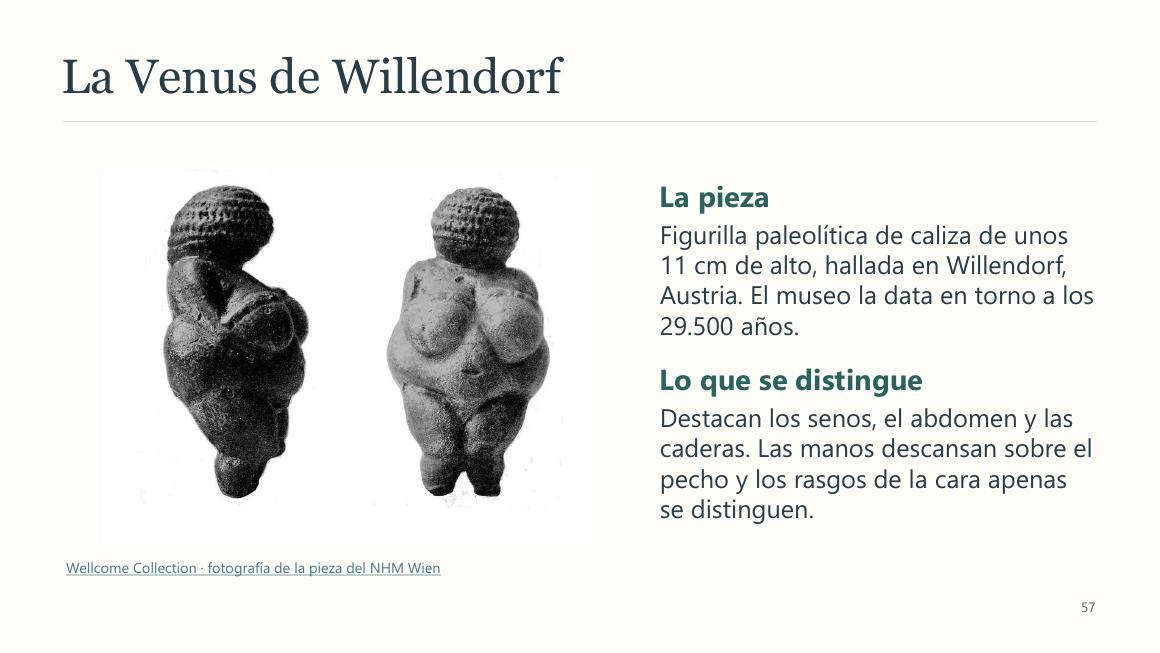 La Venus de Willendorf
La pieza
Figurilla paleolítica de caliza de unos
11 cm de alto, hallada en Willendorf,
Austria. El museo la data en torno a los
29.500 años.
Lo que se distingue
Destacan los senos, el abdomen y las
caderas. Las manos descansan sobre el
pecho y los rasgos de la cara apenas
se distinguen.
Wellcome Collection · fotografía de la pieza del NHM Wien
57